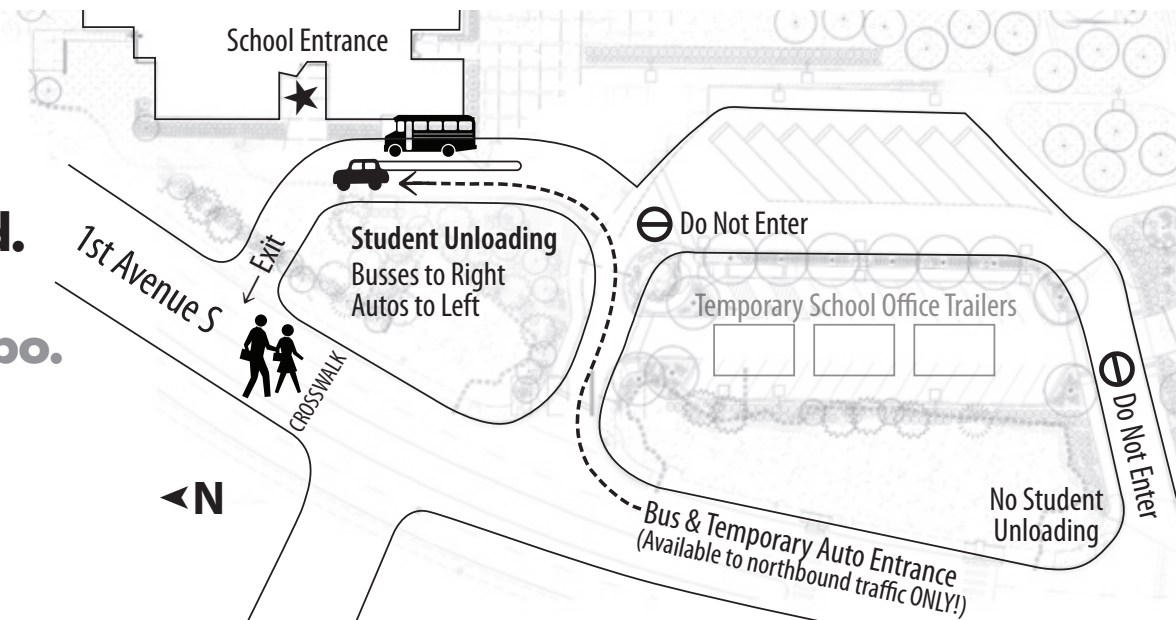 School Entrance
d.
1st Avenue S
Exit
Student Unloading
Busses to Right
Autos to Left
Do Not Enter
Temporary School Office Trailers
po.
CROSSWALK
Do Not Enter
N
No Student
Unloading
Bus & Temporary Auto Entrance
(Available to northbound traffic ONLY!)